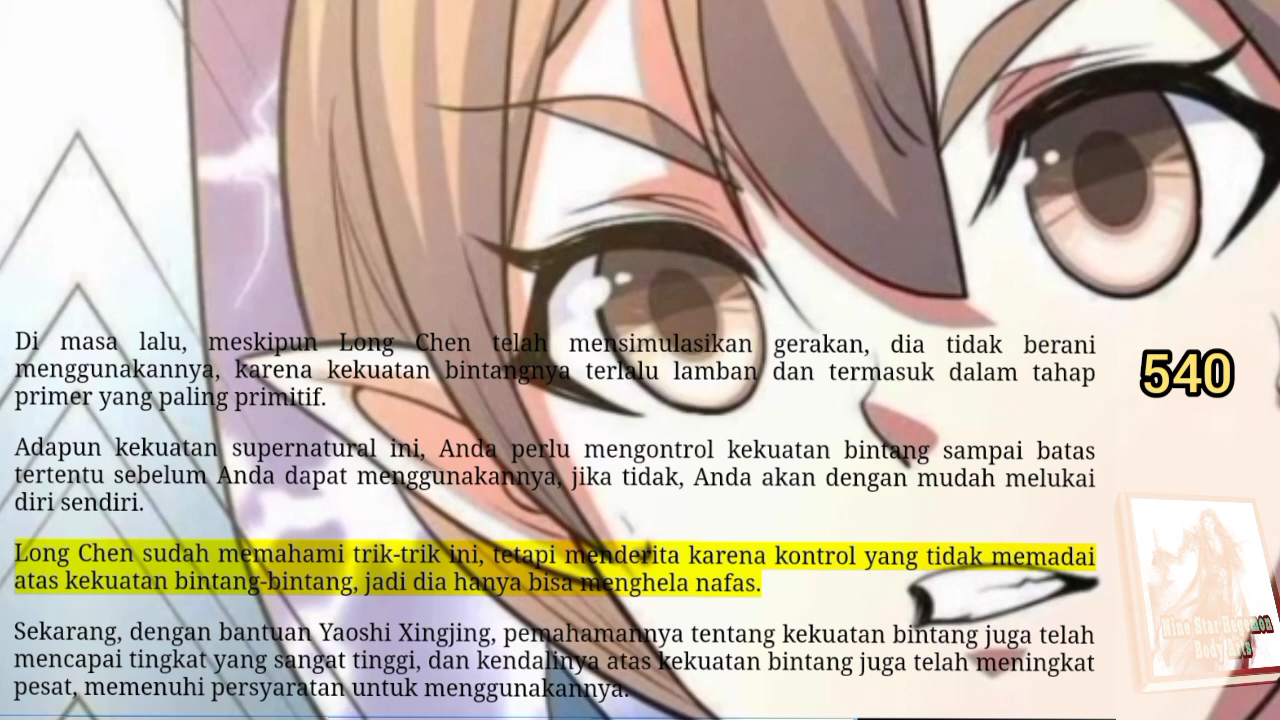 Di masa lalu, meskipun Long Chen telah mensimulasikan gerakan, dia tidak berani
menggunakannya, karena kekuatan bintangnya terlalu lamban dan termasuk dalam tahap
primer yang paling primitif.
Adapun kekuatan supernatural ini, Anda perlu mengontrol kekuatan bintang sampai batas
tertentu sebelum Anda dapat menggunakannya, jika tidak, Anda akan dengan mudah melukai
diri sendiri.
Long Chen sudah memahami trik-trik ini, tetapi menderita karena kontrol yang tidak memadai
atas kekuatan bintang-bintang, jadi dia hanya bisa menghela nafas.
Sekarang, dengan bantuan Yaoshi Xingjing, pemahamannya tentang kekuatan bintang juga telah
mencapai tingkat yang sangat tinggi, dan kendalinya atas kekuatan bintang juga telah meningkat
pesat, memenuhi persyaratan untuk menggunakannya.
540
Nine Star Hegemon
Body Arts